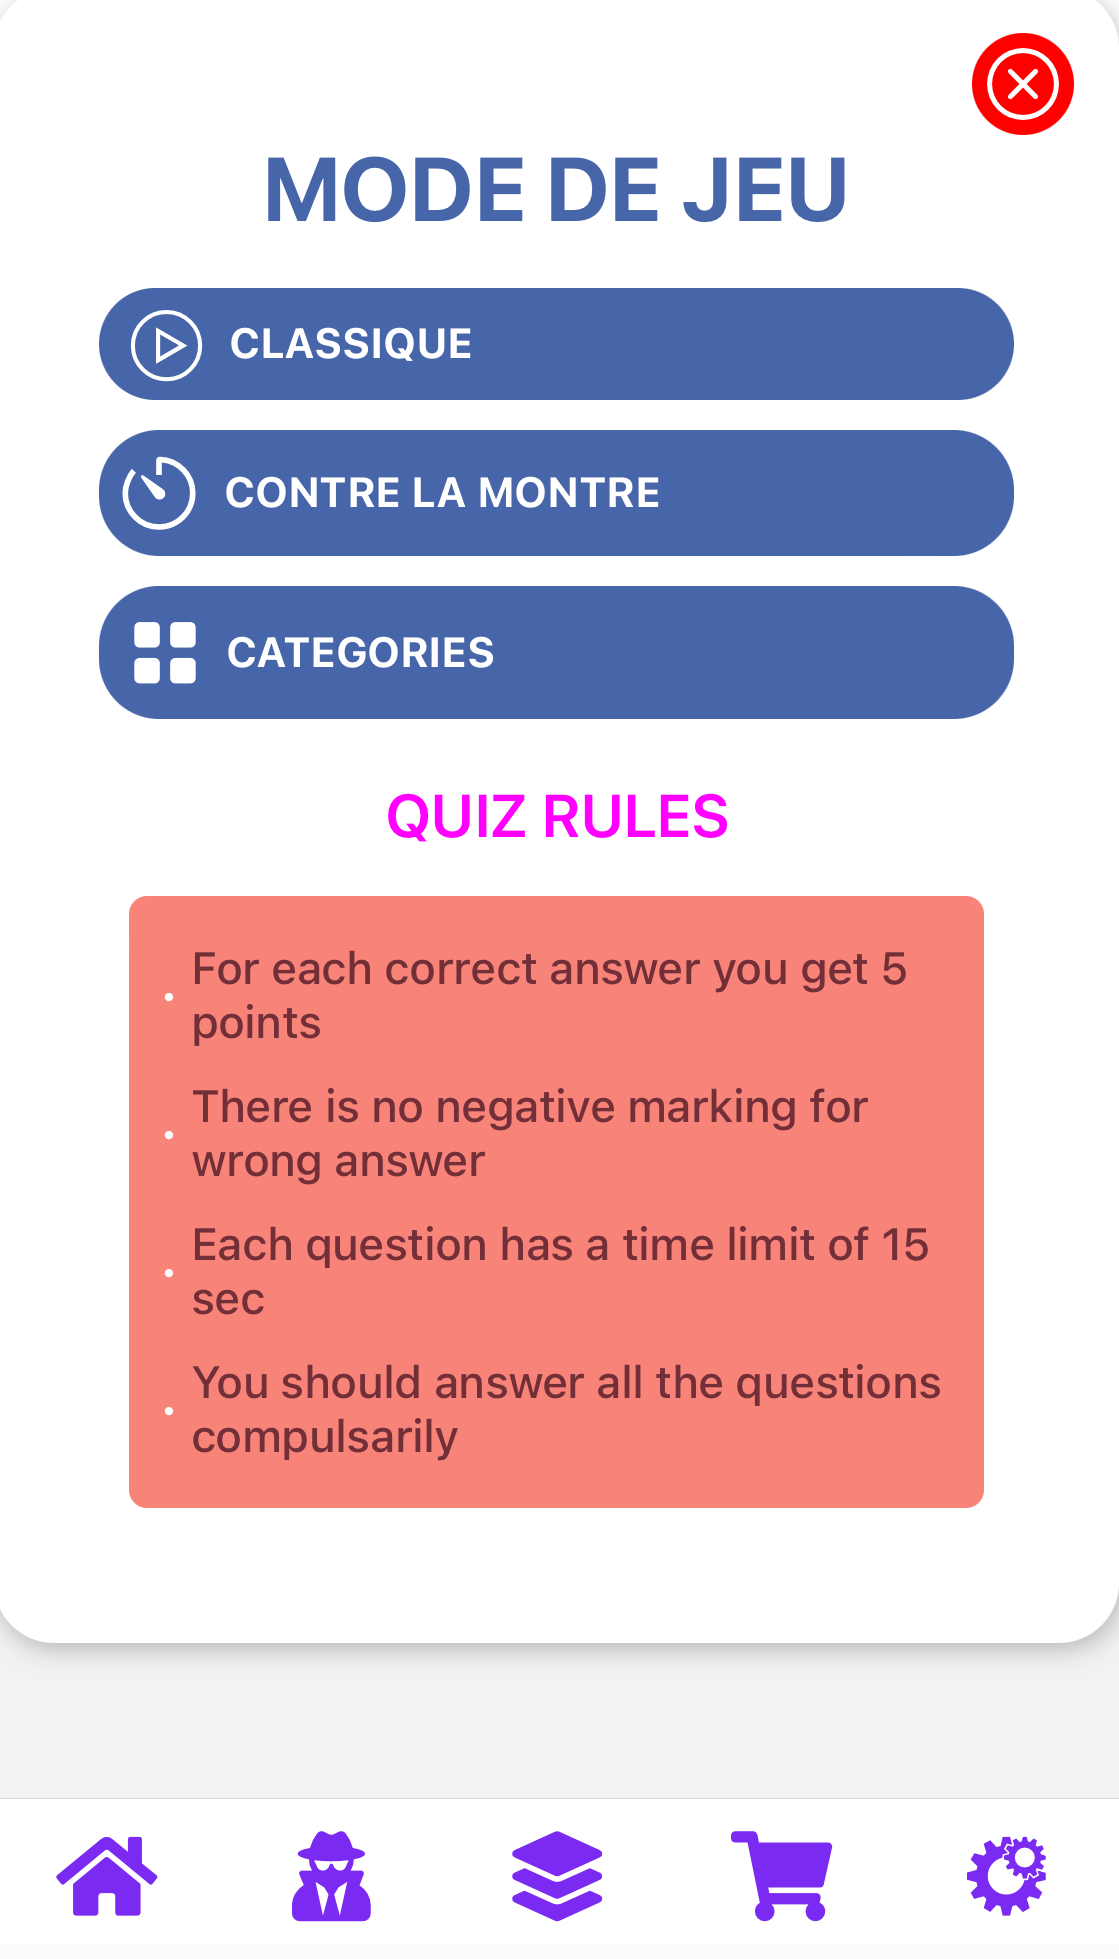 MODE DE JEU
CLASSIQUE
CONTRE LA MONTRE
CATEGORIES
QUIZ RULES
For each correct answer you get 5
points
There is no negative marking for
wrong answer
Each question has a time limit of 15
sec
You should answer all the questions
compulsarily